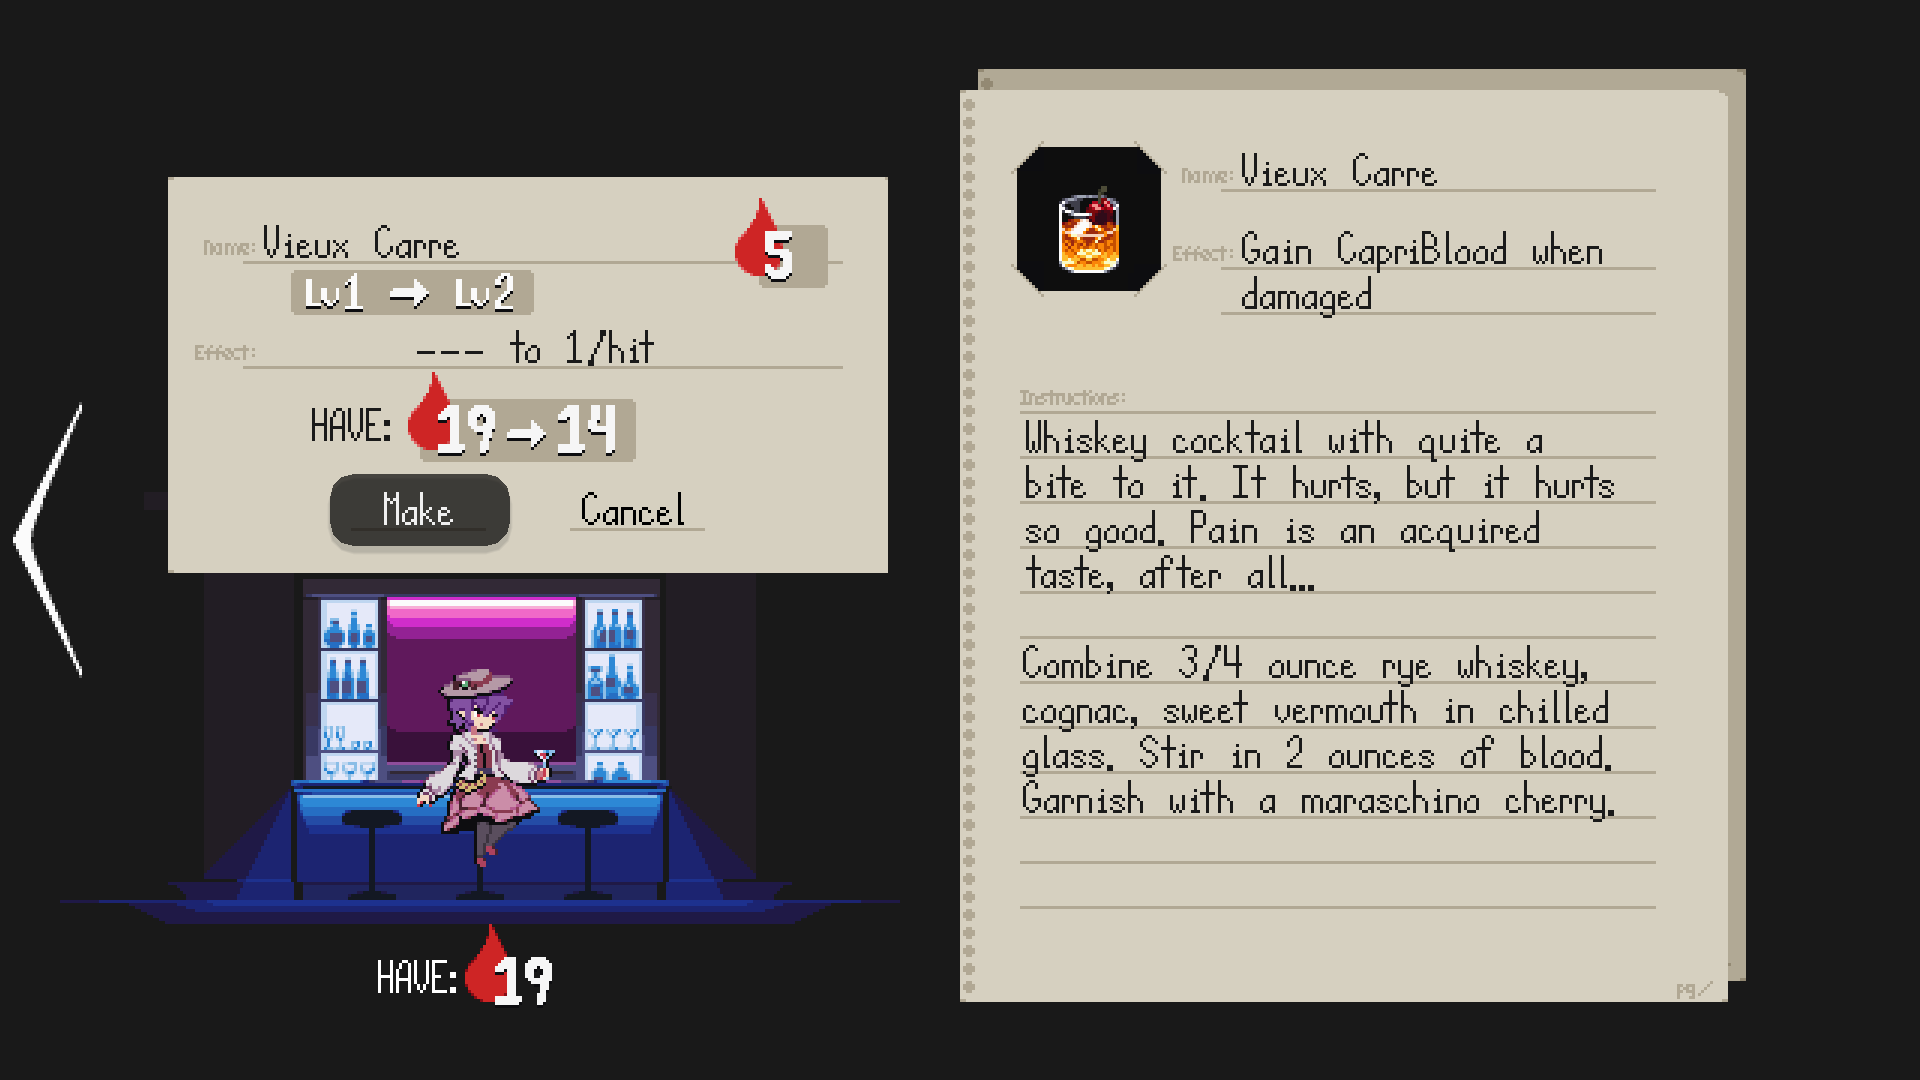 Name: Vieux Carre
5
Lv1 → Lv2
Effect: --- to 1/hit
HAVE: 19 → 14
Make Cancel
HAVE: 19
Name: Vieux Carre
Effect: Gain CapriBlood when
damaged
Instructions:
Whiskey cocktail with quite a
bite to it. It hurts, but it hurts
so good. Pain is an acquired
taste, after all...
Combine 3/4 ounce rye whiskey,
cognac, sweet vermouth in chilled
glass. Stir in 2 ounces of blood.
Garnish with a maraschino cherry.
pg/